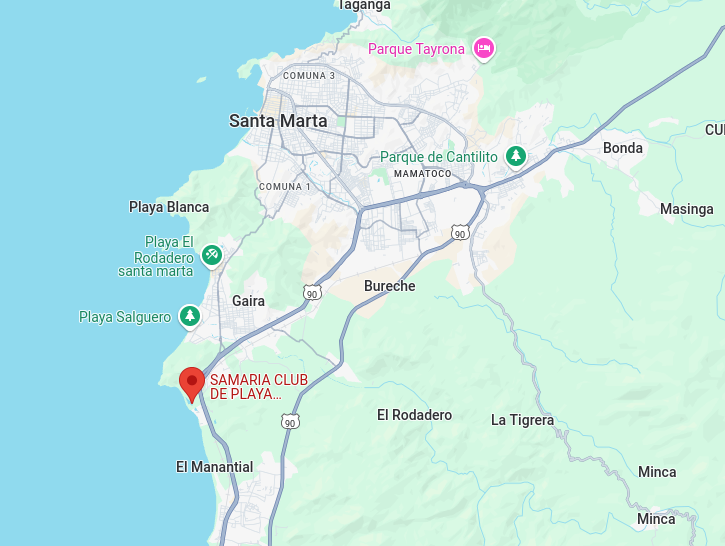 Taganga
Parque Tayrona
COMUNA 3
Santa Marta
CU
Bonda
Parque de Cantilito
MAMATOCO
COMUNA 1
Playa Blanca
Masinga
90
Playa El
Rodadero
santa marta
Bureche
90
Gaira
Playa Salguero
SAMARIA CLUB
DE PLAYA...
El Rodadero
La Tigrera
90
El Manantial
Minca
Minca